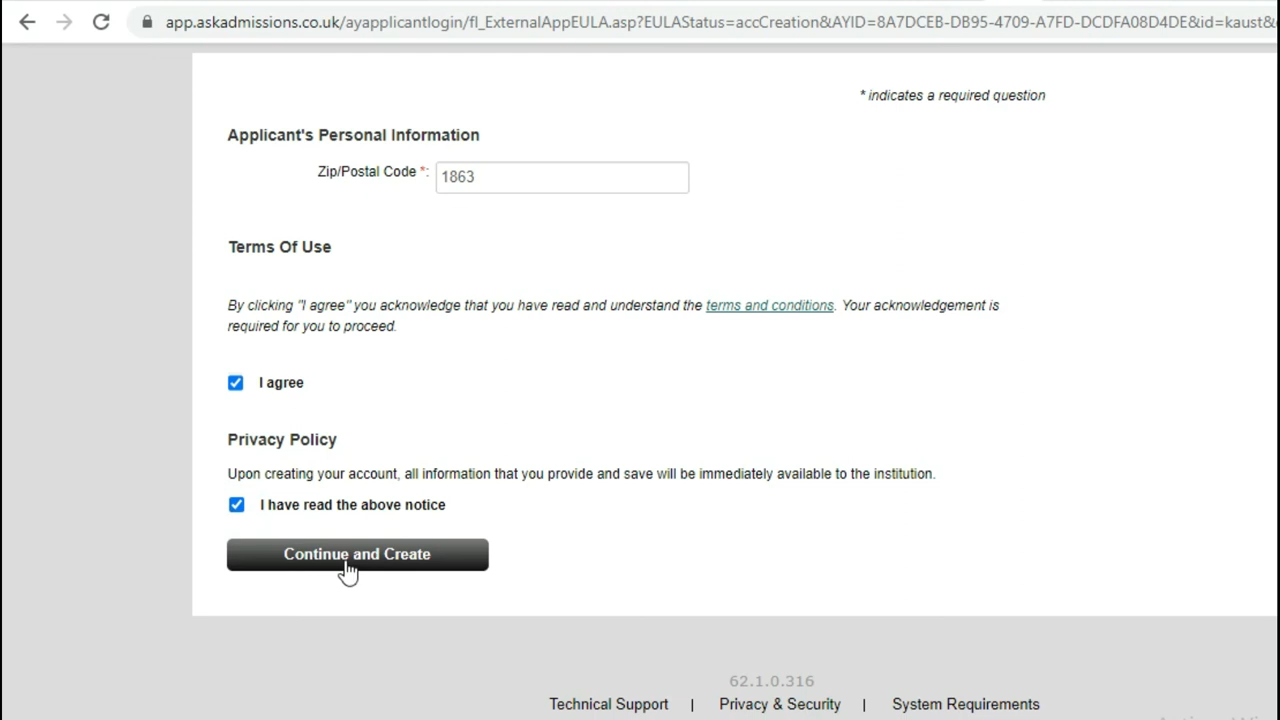 app.askadmissions.co.uk/ayapplicantlogin/fl_ExternalAppEULA.asp?EULAStatus=accCreation&AYID=8A7DCEB-DB95-4709-A7FD-DCDFA08D4DE&id=kaust&
* indicates a required question
Applicant's Personal Information
Zip/Postal Code *: 1863
Terms Of Use
By clicking "I agree" you acknowledge that you have read and understand the terms and conditions. Your acknowledgement is
required for you to proceed.
I agree
Privacy Policy
Upon creating your account, all information that you provide and save will be immediately available to the institution.
I have read the above notice
Continue and Create
62.1.0.316
Technical Support | Privacy & Security | System Requirements